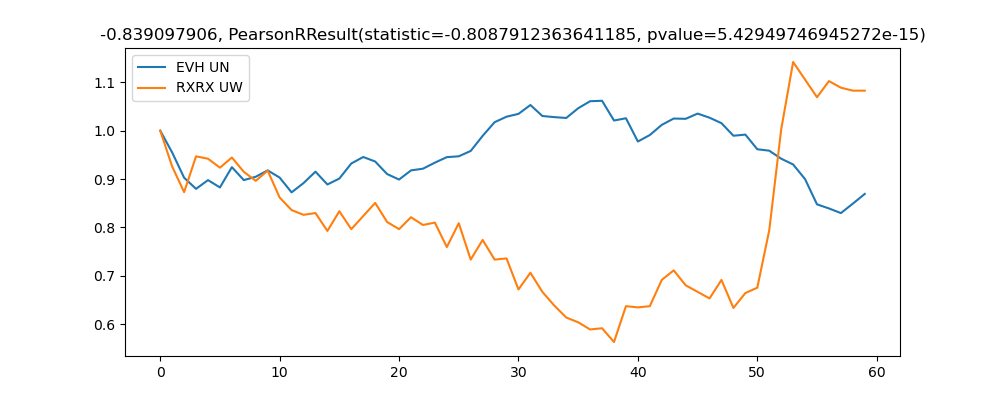 -0.839097906, PearsonRResult(statistic=-0.8087912363641185, pvalue=5.42949746945272e-15)
EVH UN
RXRX UW
1.1
1.0
0.9
0.8
0.7
0.6
0 10 20 30 40 50 60